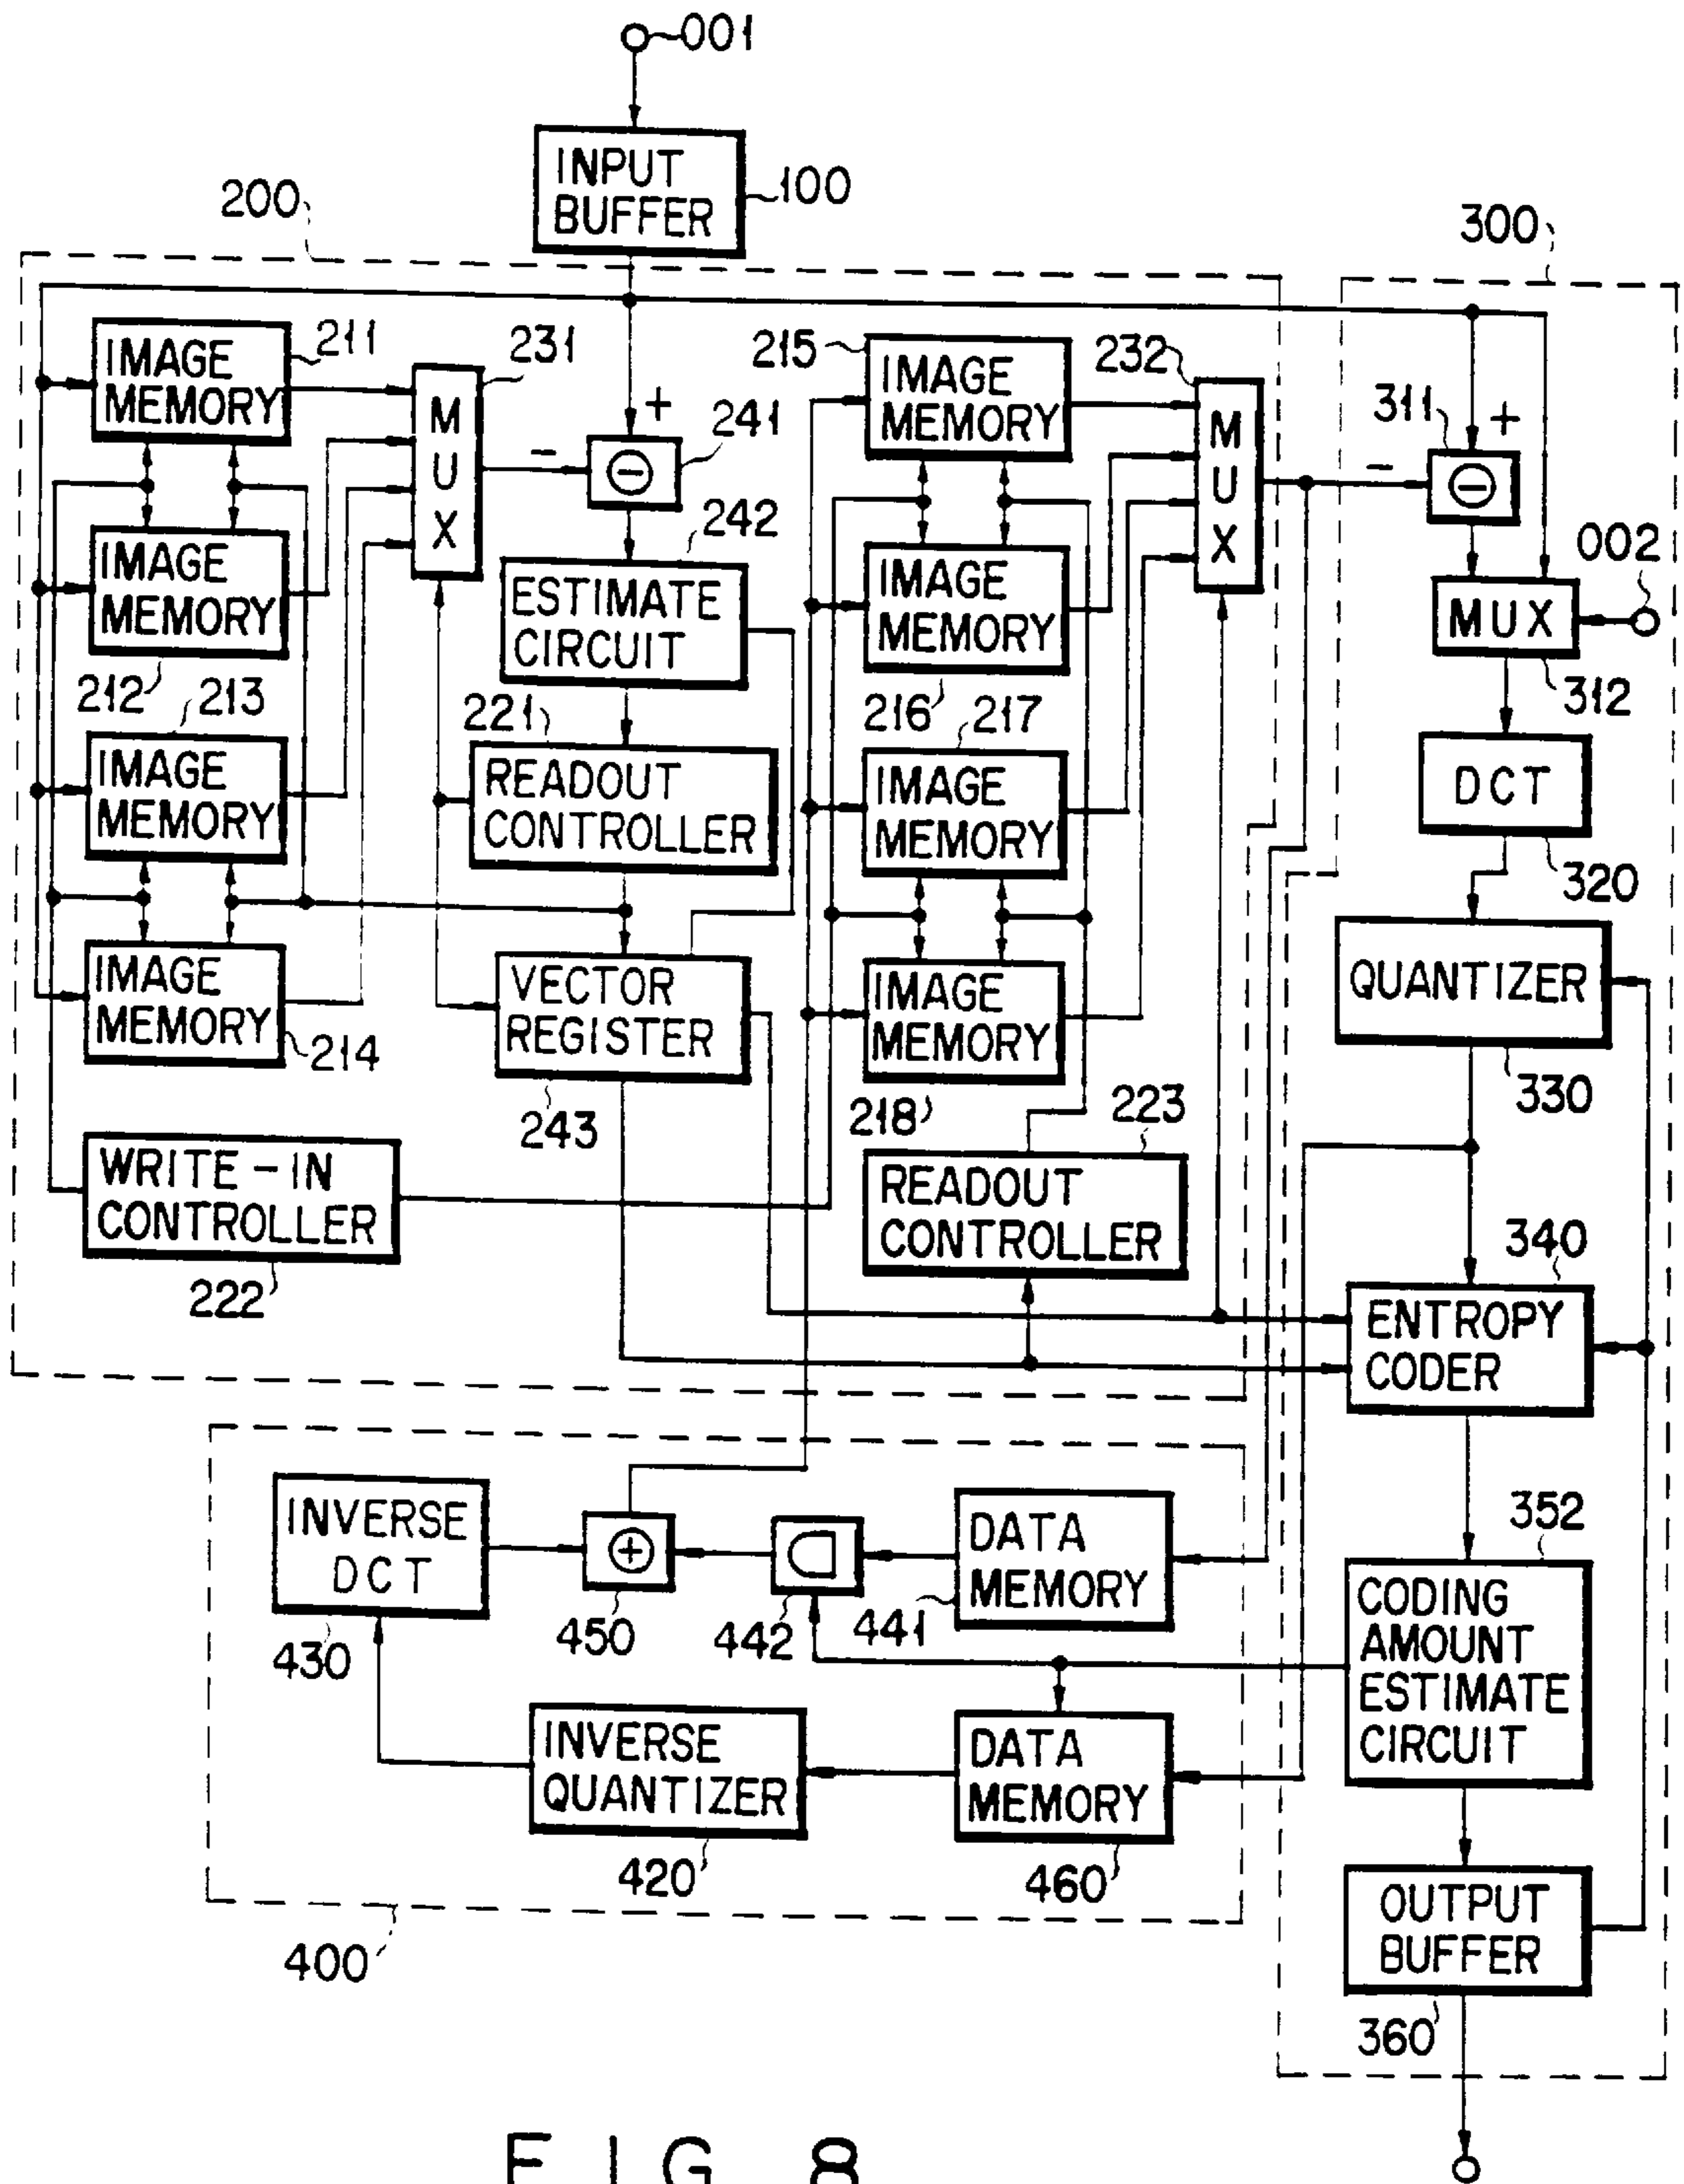 001
INPUT
BUFFER
100
200
300
IMAGE
MEMORY
211
231
M
U
X
+
-
241
215
IMAGE
MEMORY
232
M
U
X
311
+
-
242
002
IMAGE
MEMORY
212
ESTIMATE
CIRCUIT
IMAGE
MEMORY
216
MUX
312
213
IMAGE
MEMORY
221
READOUT
CONTROLLER
217
IMAGE
MEMORY
DCT
320
IMAGE
MEMORY
214
VECTOR
REGISTER
243
IMAGE
MEMORY
218
QUANTIZER
330
WRITE-IN
CONTROLLER
222
223
READOUT
CONTROLLER
340
ENTROPY
CODER
INVERSE
DCT
430
+
450
442
DATA
MEMORY
441
352
CODING
AMOUNT
ESTIMATE
CIRCUIT
INVERSE
QUANTIZER
420
DATA
MEMORY
460
400
OUTPUT
BUFFER
360
FIG. 8